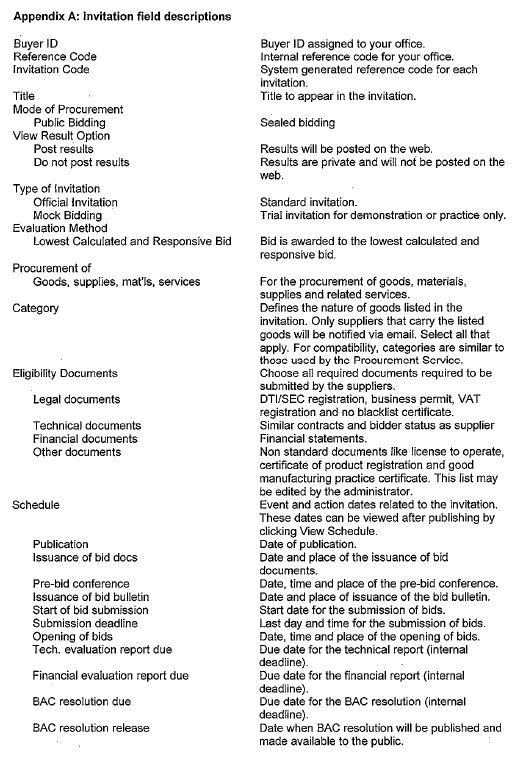 Appendix A: Invitation field descriptions
Buyer ID Buyer ID assigned to your office.
Reference Code Internal reference code for your office.
Invitation Code System generated reference code for each
invitation.
Title Title to appear in the invitation.
Mode of Procurement
Public Bidding Sealed bidding
View Result Option
Post results Results will be posted on the web.
Do not post results Results are private and will not be posted on the
web.
Type of Invitation
Official Invitation Standard invitation.
Mock Bidding Trial invitation for demonstration or practice only.
Evaluation Method
Lowest Calculated and Responsive Bid Bid is awarded to the lowest calculated and
responsive bid.
Procurement of
Goods, supplies, mat'ls, services For the procurement of goods, materials,
supplies and related services.
Category Defines the nature of goods listed in the
invitation. Only suppliers that carry the listed
goods will be notified via email. Select all that
apply. For compatibility, categories are similar to
those used by the Procurement Service.
Eligibility Documents Choose all required documents required to be
submitted by the suppliers.
Legal documents DTI/SEC registration, business permit, VAT
registration and no blacklist certificate.
Technical documents Similar contracts and bidder status as supplier
Financial documents Financial statements.
Other documents Non standard documents like license to operate,
certificate of product registration and good
manufacturing practice certificate. This list may
be edited by the administrator.
Schedule Event and action dates related to the invitation.
These dates can be viewed after publishing by
clicking View Schedule.
Publication Date of publication.
Issuance of bid docs Date and place of the issuance of bid
documents.
Pre-bid conference Date, time and place of the pre-bid conference.
Issuance of bid bulletin Date and place of issuance of the bid bulletin.
Start of bid submission Start date for the submission of bids.
Submission deadline Last day and time for the submission of bids.
Opening of bids Date, time and place of the opening of bids.
Tech. evaluation report due Due date for the technical report (internal
deadline).
Financial evaluation report due Due date for the financial report (internal
deadline).
BAC resolution due Due date for the BAC resolution (internal
deadline).
BAC resolution release Date when BAC resolution will be published and
made available to the public.